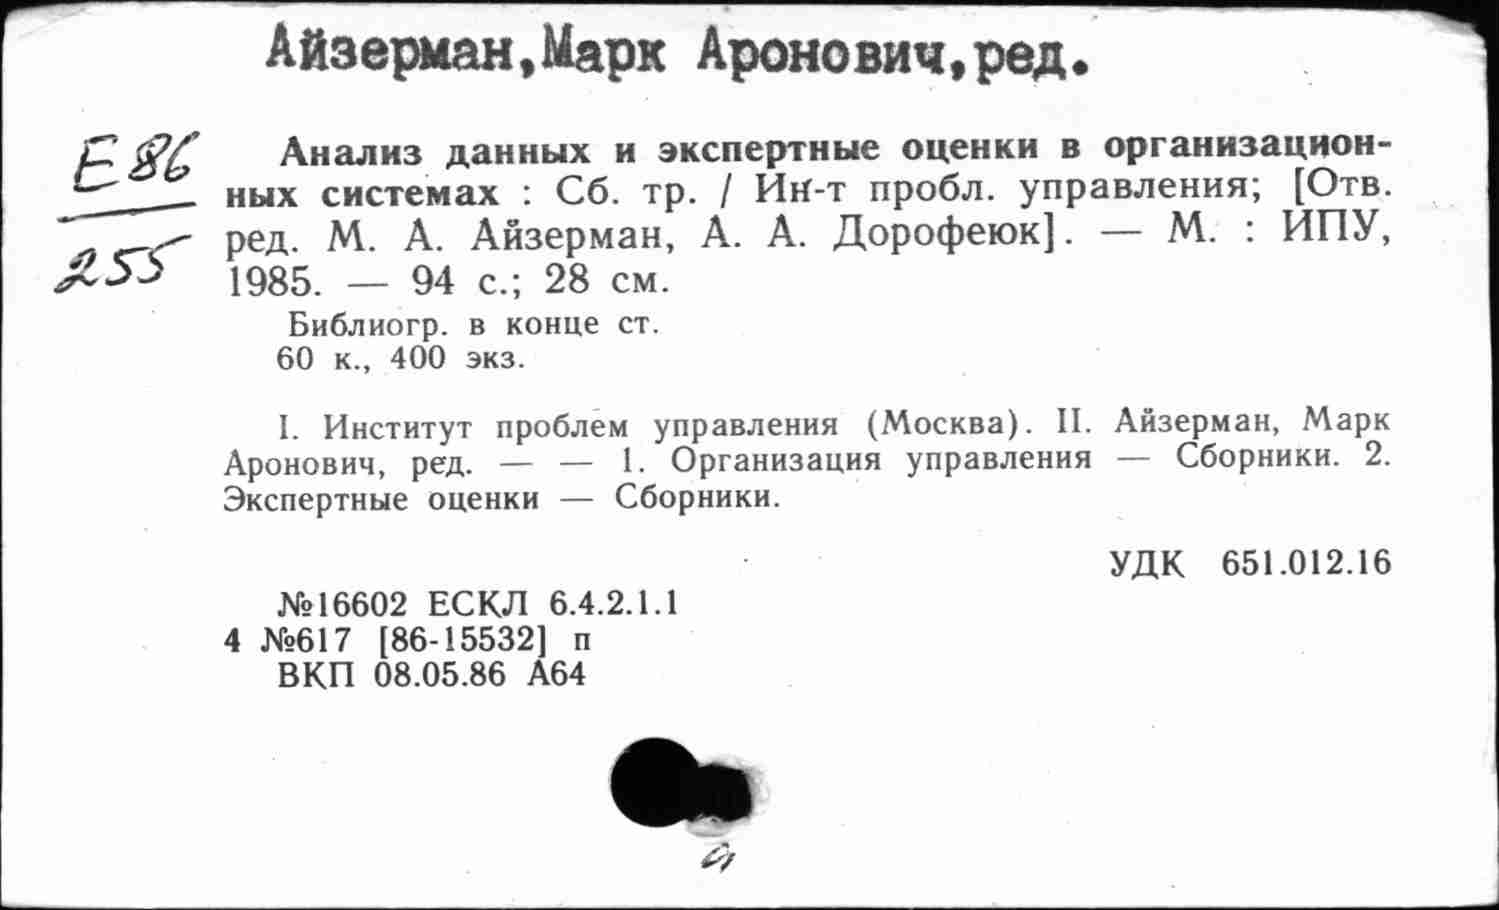 Айзерман,Марк Аронович,ред.
Е86
255
Анализ данных и экспертные оценки в организацион-
ных системах : Сб. тр. / Ин-т пробл. управления; [Отв.
ред. М. А. Айзерман, А. А. Дорофеюк]. — М. : ИПУ,
1985. — 94 с.; 28 см.
Библиогр. в конце ст.
60 к., 400 экз.
I. Институт проблем управления (Москва). II. Айзерман, Марк
Аронович, ред. — — 1. Организация управления — Сборники. 2.
Экспертные оценки — Сборники.
УДК 651.012.16
№16602 ЕСКЛ 6.4.2.1.1
4 №617 [86-15532] п
ВКП 08.05.86 А64